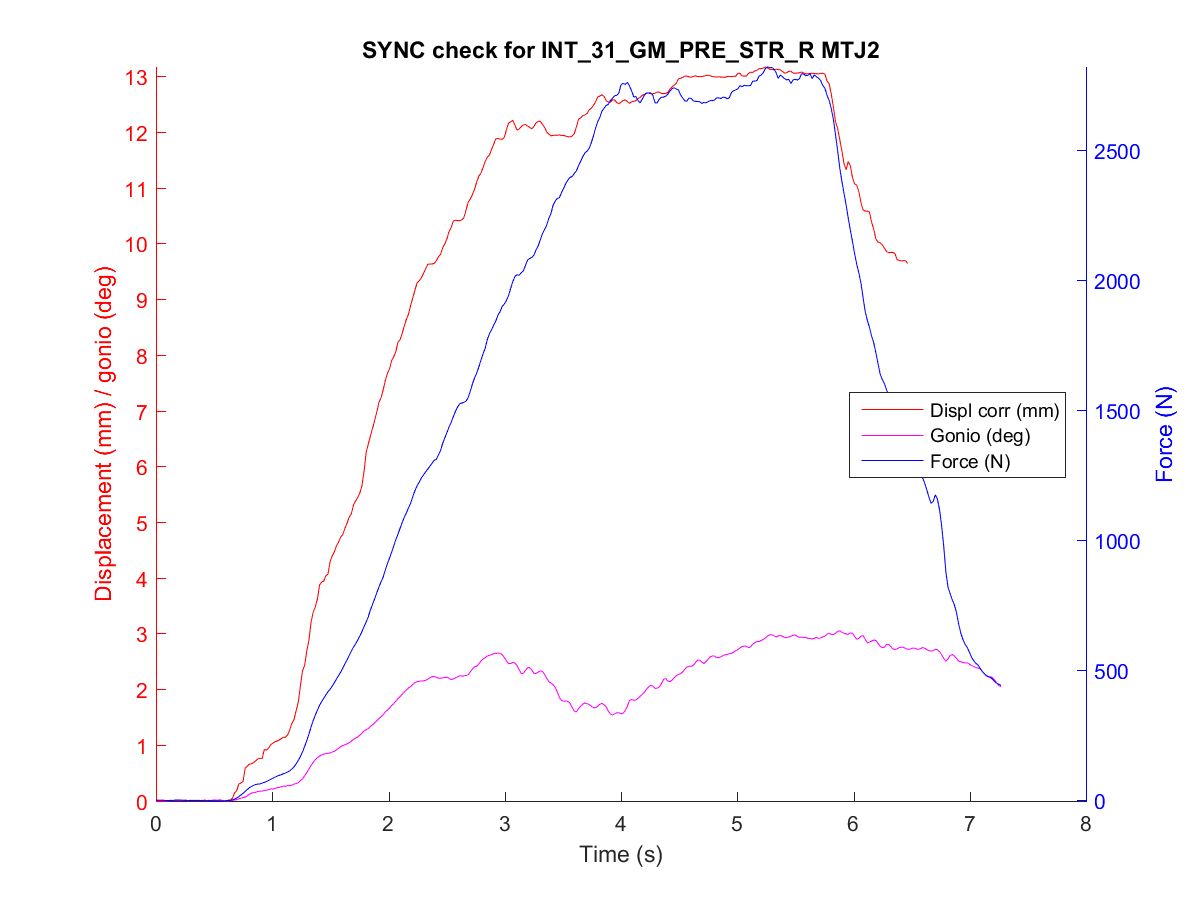 SYNC check for INT_31_GM_PRE_STR_R MTJ2
Displacement (mm) / gonio (deg)
13
12
11
10
9
8
7
6
5
4
3
2
1
0
Displ corr (mm)
Gonio (deg)
Force (N)
2500
2000
1500
1000
500
0
Force (N)
0 1 2 3 4 5 6 7 8
Time (s)